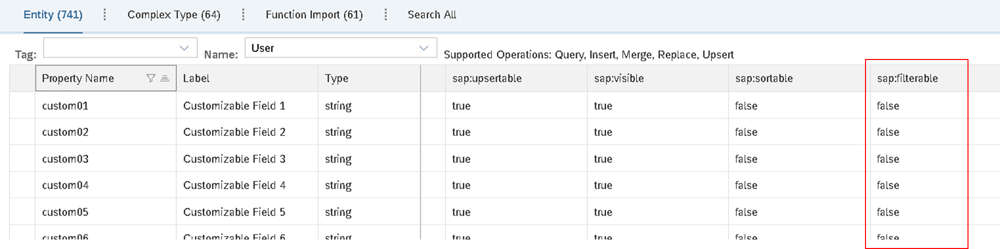 Entity (741) Complex Type (64) Function Import (61) Search All
Tag: Name: User Supported Operations: Query, Insert, Merge, Replace, Upsert
Property Name Label Type sap:upsertable sap:visible sap:sortable sap:filterable
custom01 Customizable Field 1 string true true false false
custom02 Customizable Field 2 string true true false false
custom03 Customizable Field 3 string true true false false
custom04 Customizable Field 4 string true true false false
custom05 Customizable Field 5 string true true false false
custom06 Customizable Field 6 string true true false false